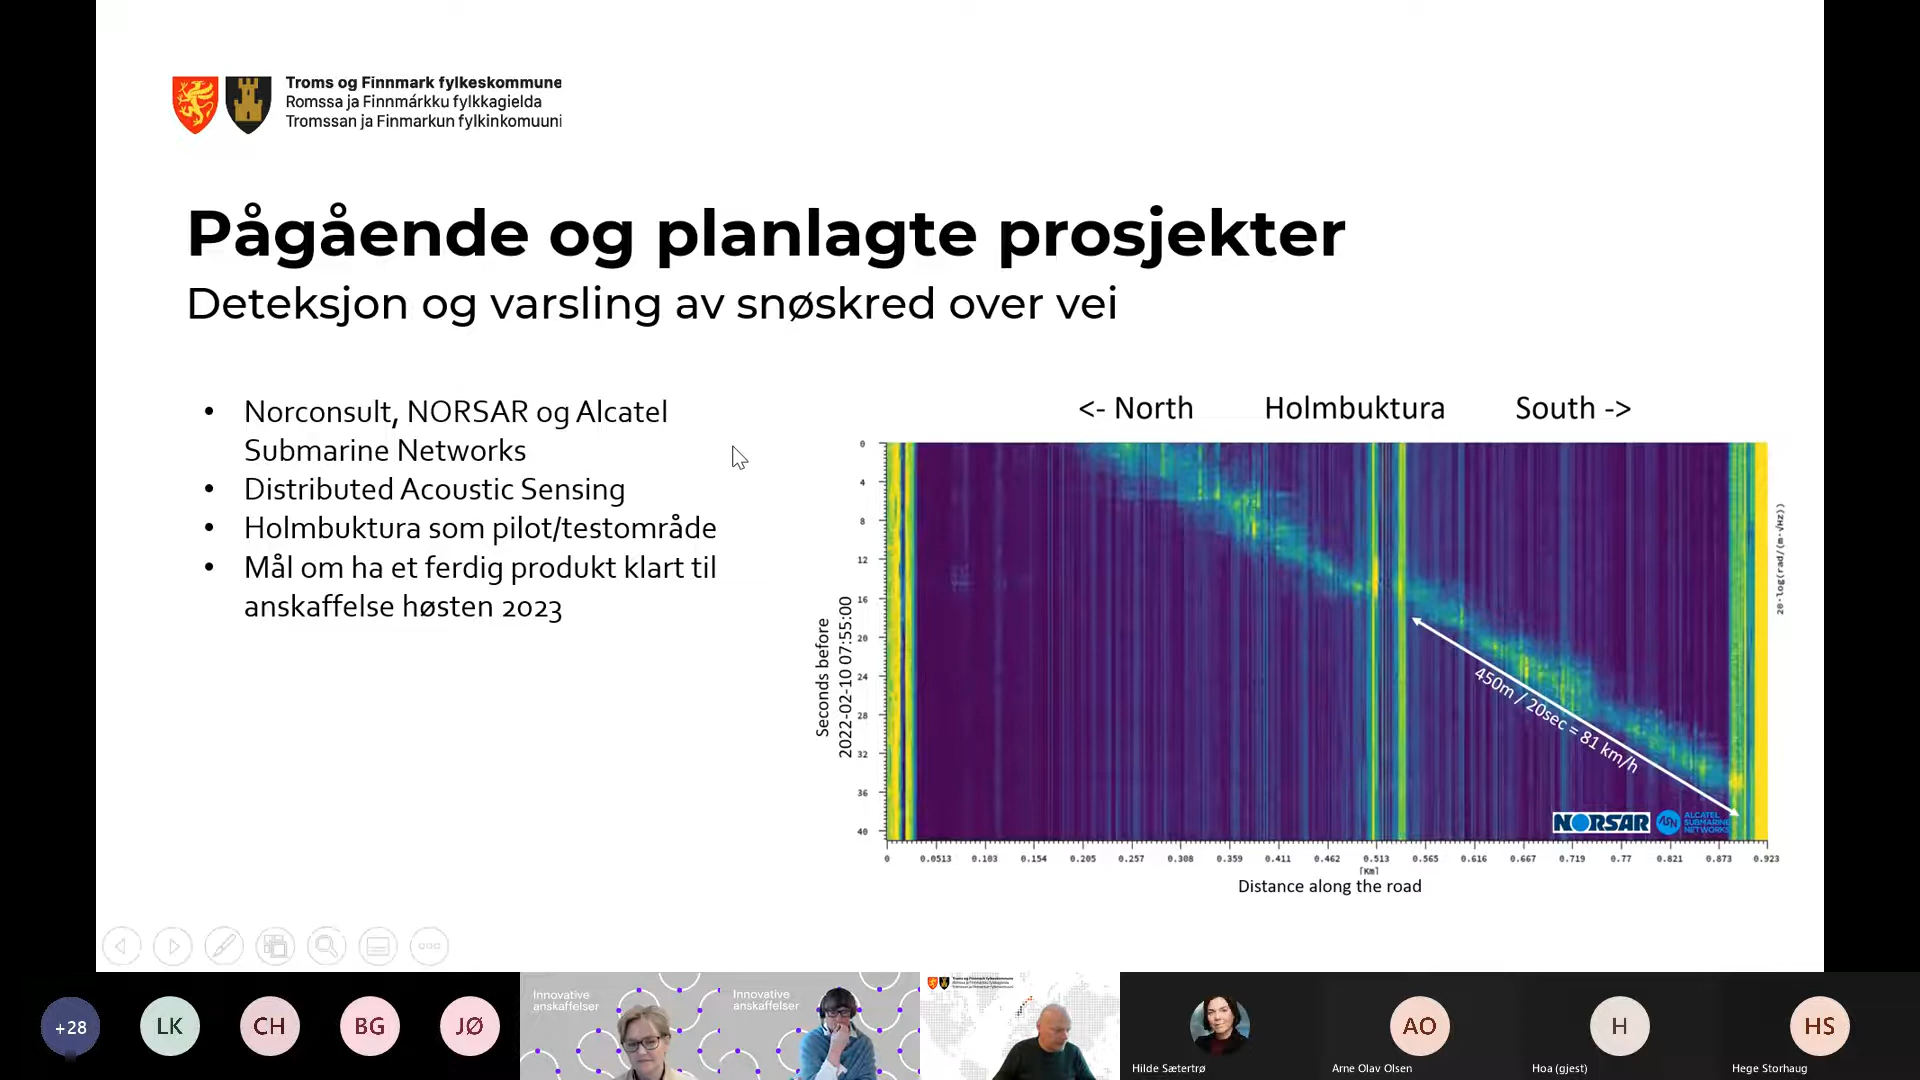 Troms og Finnmark fylkeskommune
Romssa ja Finnmárkku fylkkagielda
Tromssan ja Finmarkun fylkinkomuuni
Pågående og planlagte prosjekter
Deteksjon og varsling av snøskred over vei
• Norconsult, NORSAR og Alcatel
Submarine Networks
• Distributed Acoustic Sensing
• Holmbuktura som pilot/testområde
• Mål om ha et ferdig produkt klart til
anskaffelse høsten 2023
<- North Holmbuktura South ->
0
4
8
12
16
20
24
28
32
36
40
Seconds before
2022-02-10 07:55:00
20·log(rad/(m·√Hz))
450m / 20sec = 81 km/h
NORSAR
ASN ALCATEL
SUBMARINE
NETWORKS
0 0.0513 0.103 0.154 0.205 0.257 0.308 0.359 0.411 0.462 0.513 0.565 0.616 0.667 0.719 0.77 0.821 0.873 0.923
[Km]
Distance along the road
+28
LK
CH
BG
JØ
Innovative
anskaffelser
Innovative
anskaffelser
Hilde Sætertrø
AO
Arne Olav Olsen
H
Hoa (gjest)
HS
Hege Storhaug